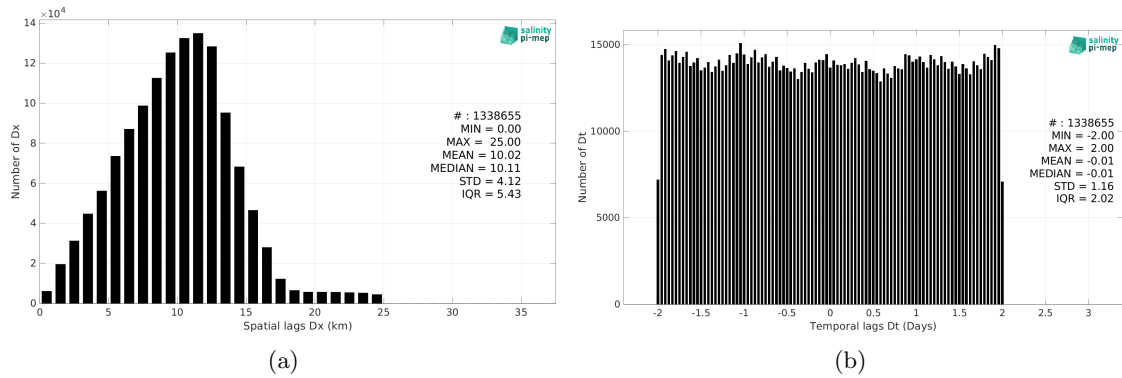 ×10⁴
14
12
10
8
6
4
2
0
Number of Dx
0 5 10 15 20 25 30 35
Spatial lags Dx (km)
salinity
pi-mep
# : 1338655
MIN = 0.00
MAX = 25.00
MEAN = 10.02
MEDIAN = 10.11
STD = 4.12
IQR = 5.43
(a)
15000
10000
5000
0
Number of Dt
-2 -1.5 -1 -0.5 0 0.5 1 1.5 2 2.5 3
Temporal lags Dt (Days)
salinity
pi-mep
# : 1338655
MIN = -2.00
MAX = 2.00
MEAN = -0.01
MEDIAN = -0.01
STD = 1.16
IQR = 2.02
(b)